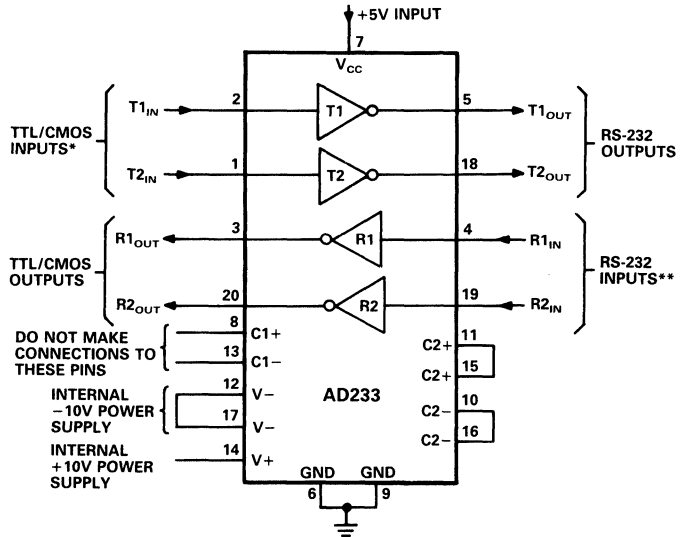 +5V INPUT
7
VCC
TTL/CMOS
INPUTS*
T1IN
2
T1
5
T1OUT
T2IN
1
T2
18
T2OUT
RS-232
OUTPUTS
TTL/CMOS
OUTPUTS
R1OUT
3
R1
4
R1IN
R2OUT
20
R2
19
R2IN
RS-232
INPUTS**
DO NOT MAKE
CONNECTIONS TO
THESE PINS
8
C1+
13
C1−
INTERNAL
−10V POWER
SUPPLY
12
V−
17
V−
INTERNAL
+10V POWER
SUPPLY
14
V+
AD233
11
C2+
C2+
15
10
C2−
C2−
16
GND
GND
6
9